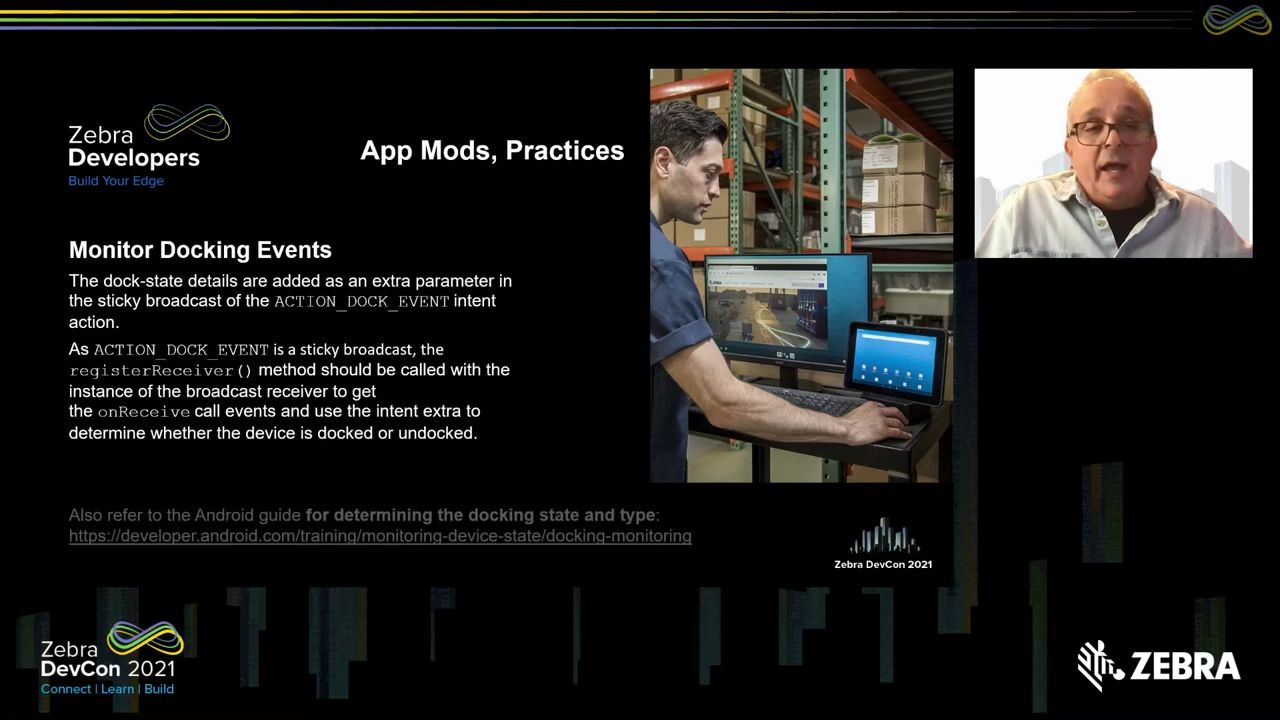 Zebra
Developers
Build Your Edge
App Mods, Practices
Monitor Docking Events
The dock-state details are added as an extra parameter in
the sticky broadcast of the ACTION_DOCK_EVENT intent
action.
As ACTION_DOCK_EVENT is a sticky broadcast, the
registerReceiver() method should be called with the
instance of the broadcast receiver to get
the onReceive call events and use the intent extra to
determine whether the device is docked or undocked.
Also refer to the Android guide for determining the docking state and type:
https://developer.android.com/training/monitoring-device-state/docking-monitoring
Zebra DevCon 2021
Zebra
DevCon 2021
Connect | Learn | Build
ZEBRA